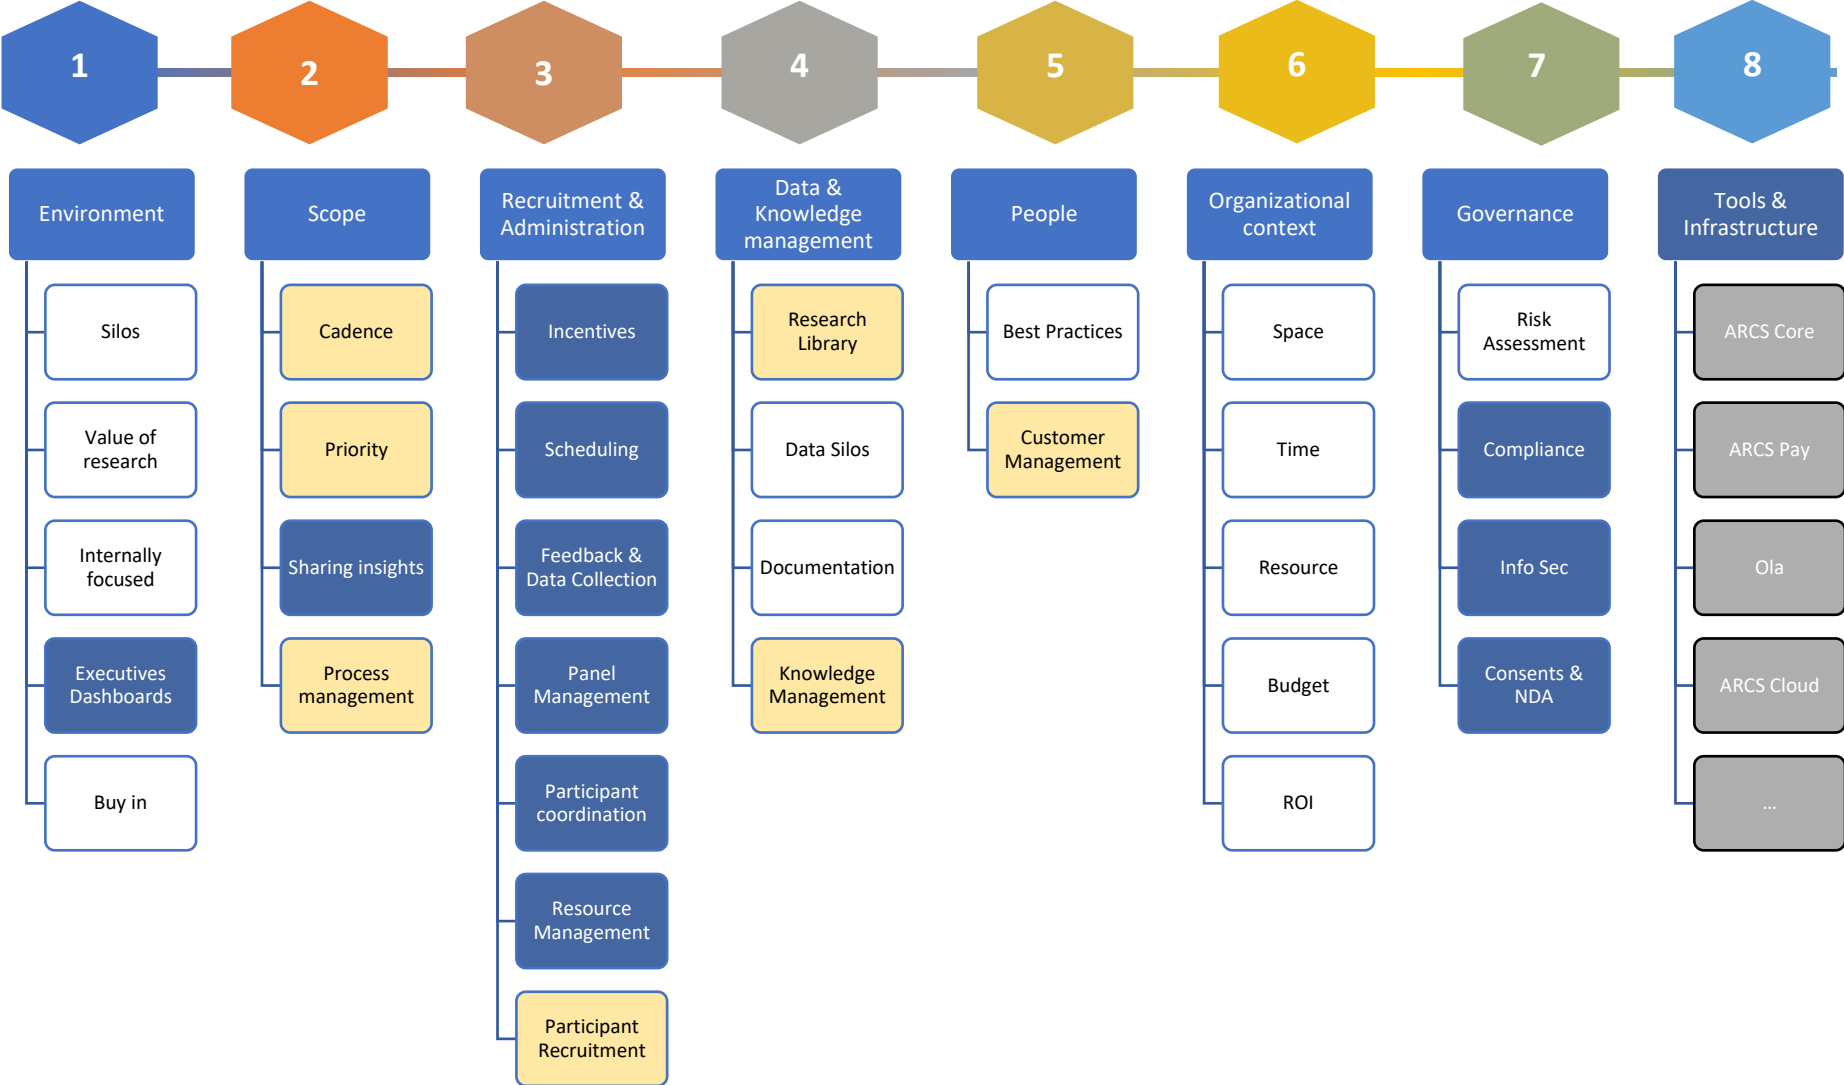 1
2
3
4
5
6
7
8
Environment
Silos
Value of
research
Internally
focused
Executives
Dashboards
Buy in
Scope
Cadence
Priority
Sharing insights
Process
management
Recruitment &
Administration
Incentives
Scheduling
Feedback &
Data Collection
Panel
Management
Participant
coordination
Resource
Management
Participant
Recruitment
Data &
Knowledge
management
Research
Library
Data Silos
Documentation
Knowledge
Management
People
Best Practices
Customer
Management
Organizational
context
Space
Time
Resource
Budget
ROI
Governance
Risk
Assessment
Compliance
Info Sec
Consents &
NDA
Tools &
Infrastructure
ARCS Core
ARCS Pay
Ola
ARCS Cloud
...